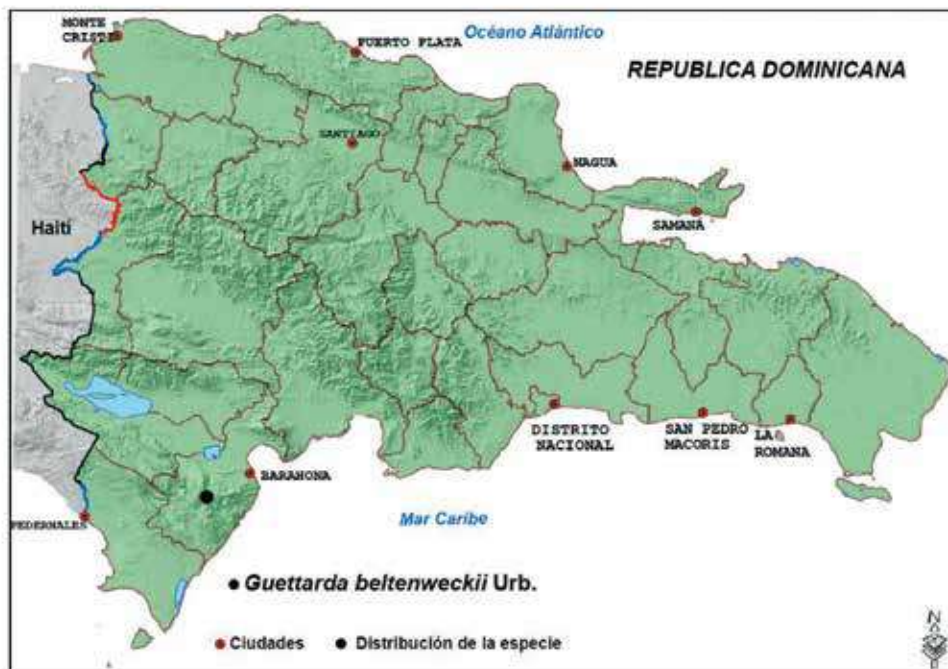 MONTE
CRISTI
PUERTO PLATA
Océano Atlántico
REPUBLICA DOMINICANA
SANTIAGO
NAGUA
SAMANÁ
Haití
DISTRITO
NACIONAL
SAN PEDRO
MACORIS
LA
ROMANA
BARAHONA
PEDERNALES
Mar Caribe
Guettarda beltenweckii Urb.
Ciudades
Distribución de la especie
N